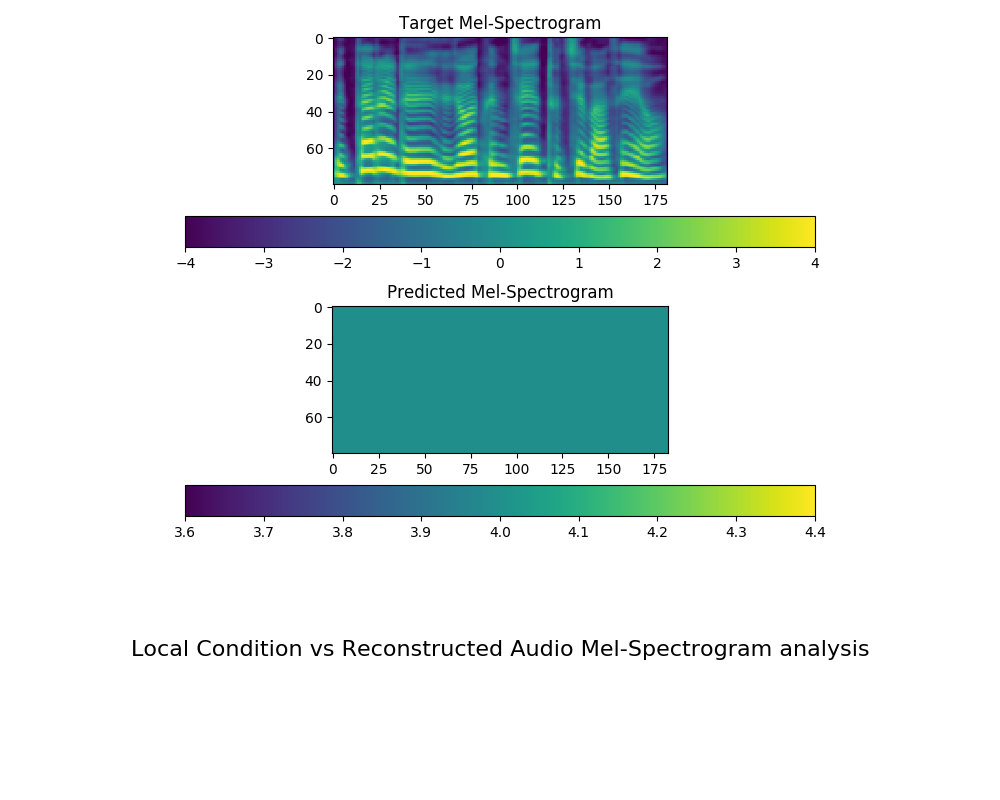 Target Mel-Spectrogram
0
20
40
60
0 25 50 75 100 125 150 175
−4 −3 −2 −1 0 1 2 3 4
Predicted Mel-Spectrogram
0
20
40
60
0 25 50 75 100 125 150 175
3.6 3.7 3.8 3.9 4.0 4.1 4.2 4.3 4.4
Local Condition vs Reconstructed Audio Mel-Spectrogram analysis